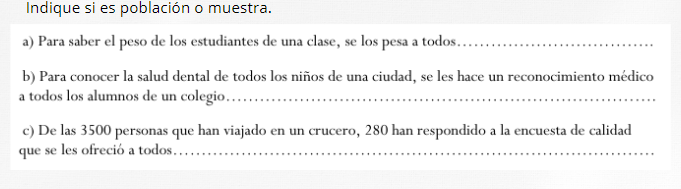 Indique si es población o muestra.
a) Para saber el peso de los estudiantes de una clase, se los pesa a todos........................................
b) Para conocer la salud dental de todos los niños de una ciudad, se les hace un reconocimiento médico
a todos los alumnos de un colegio........................................................................................
c) De las 3500 personas que han viajado en un crucero, 280 han respondido a la encuesta de calidad
que se les ofreció a todos..................................................................................................